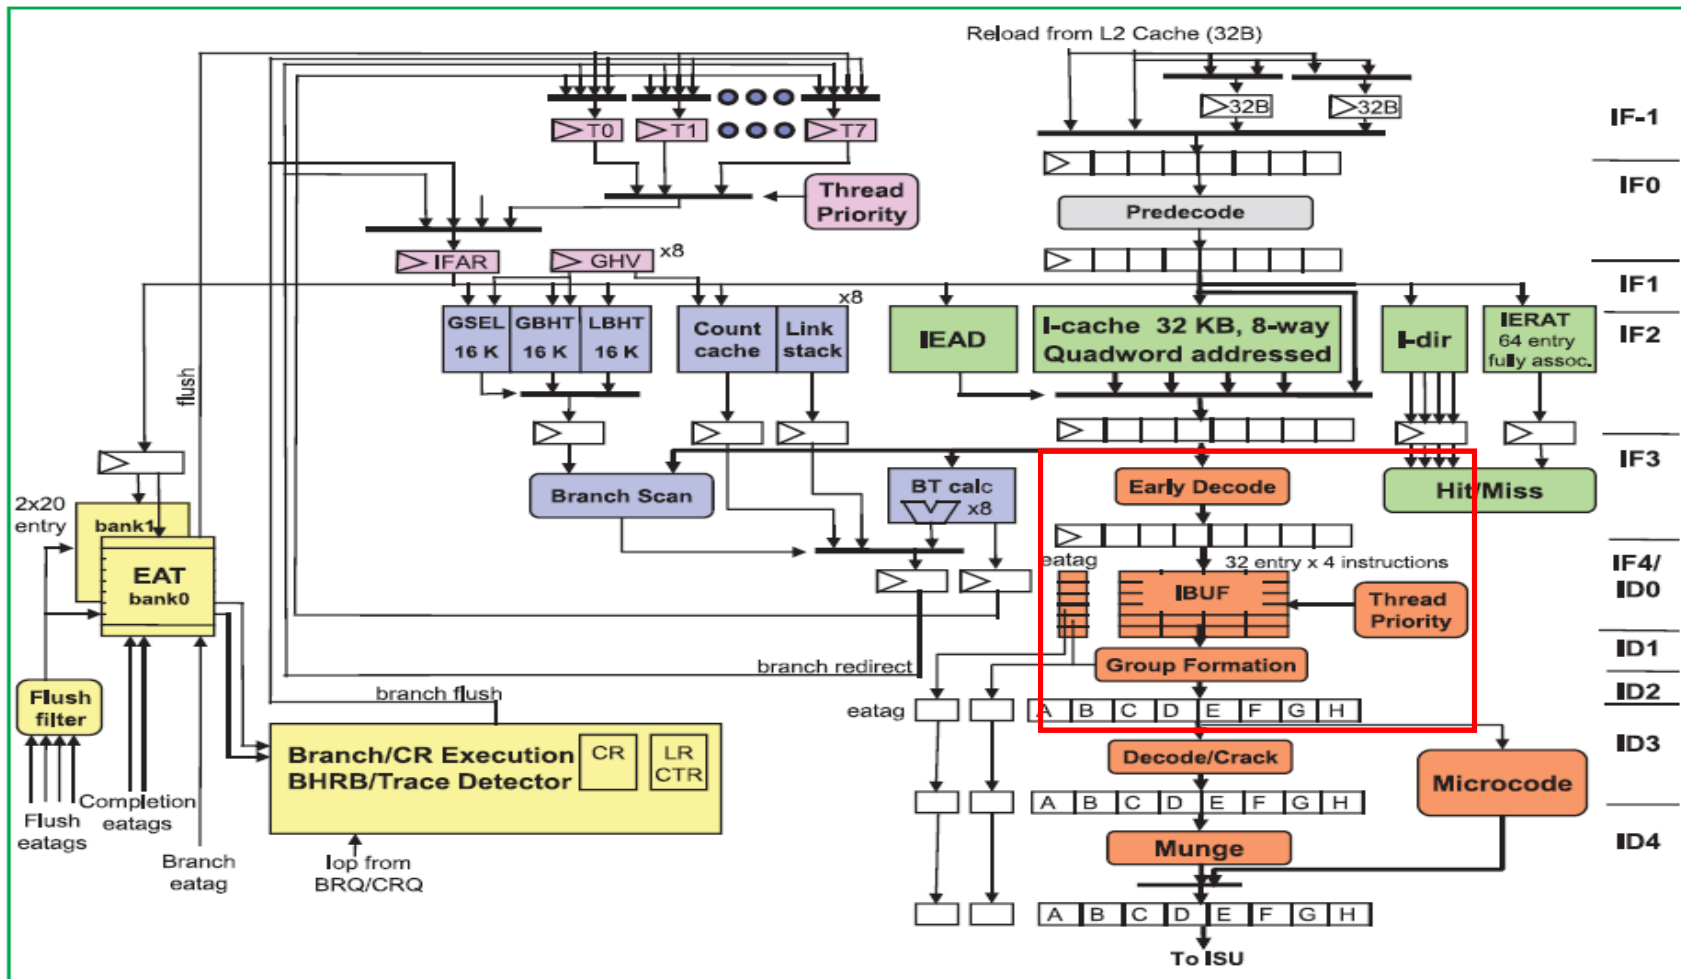 Reload from L2 Cache (32B)
32B
32B
IF-1
T0
T1
T7
IF0
Thread
Priority
Predecode
IFAR
GHV
x8
IF1
GSEL
16 K
GBHT
16 K
LBHT
16 K
Count
cache
Link
stack
x8
IEAD
I-cache 32 KB, 8-way
Quadword addressed
I-dir
IERAT
64 entry
fully assoc.
IF2
flush
IF3
Branch Scan
BT calc
x8
Early Decode
Hit/Miss
2x20
entry
bank1
EAT
bank0
eatag
32 entry x 4 instructions
IBUF
Thread
Priority
IF4/
ID0
ID1
branch redirect
Group Formation
branch flush
ID2
Flush
filter
eatag
A B C D E F G H
Branch/CR Execution
BHRB/Trace Detector
CR
LR
CTR
Decode/Crack
Microcode
ID3
A B C D E F G H
Completion
eatags
Flush
eatags
Branch
eatag
Iop from
BRQ/CRQ
Munge
ID4
A B C D E F G H
To ISU